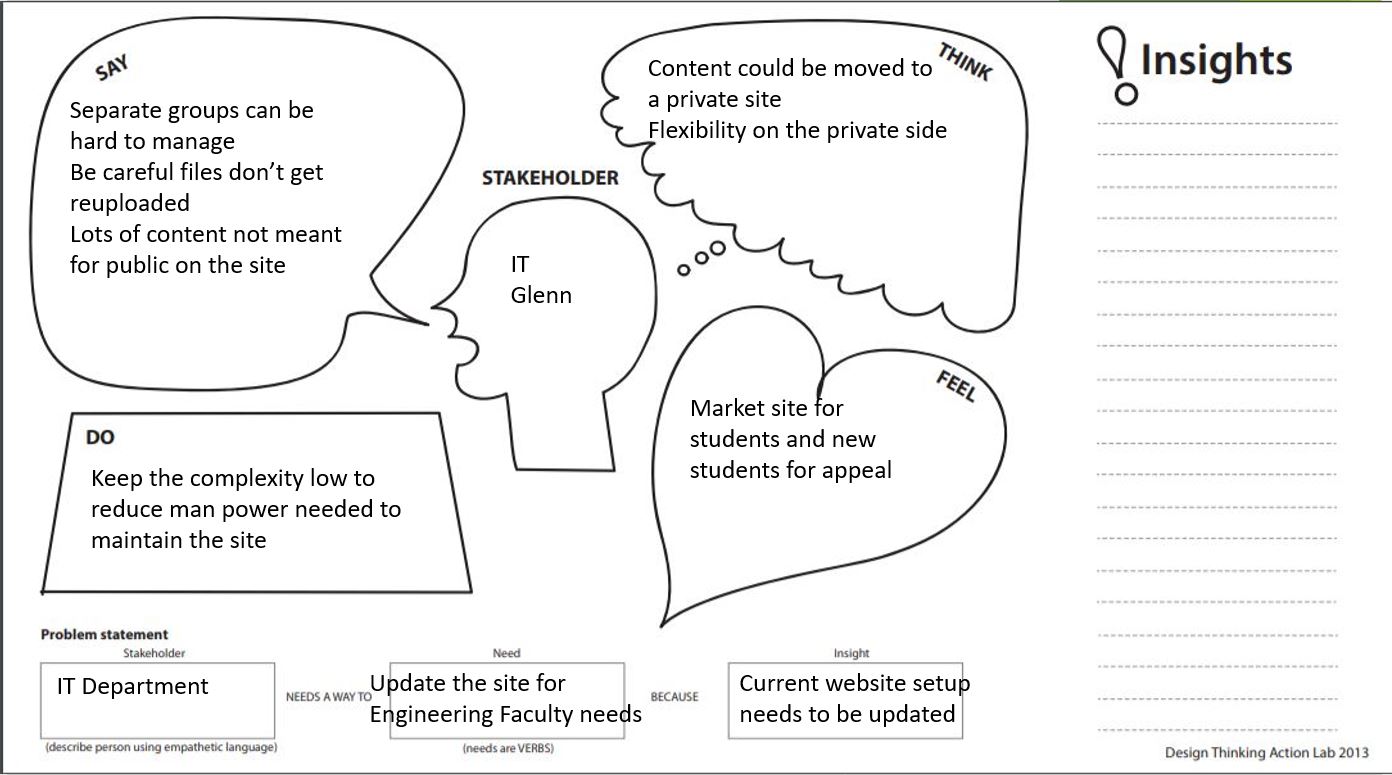 SAY
Separate groups can be
hard to manage
Be careful files don’t get
reuploaded
Lots of content not meant
for public on the site
STAKEHOLDER
IT
Glenn
THINK
Content could be moved to
a private site
Flexibility on the private side
DO
Keep the complexity low to
reduce man power needed to
maintain the site
FEEL
Market site for
students and new
students for appeal
Insights
Problem statement
Stakeholder
IT Department
(describe person using empathetic language)
NEEDS A WAY TO
Need
Update the site for
Engineering Faculty needs
(needs are VERBS)
BECAUSE
Insight
Current website setup
needs to be updated
Design Thinking Action Lab 2013